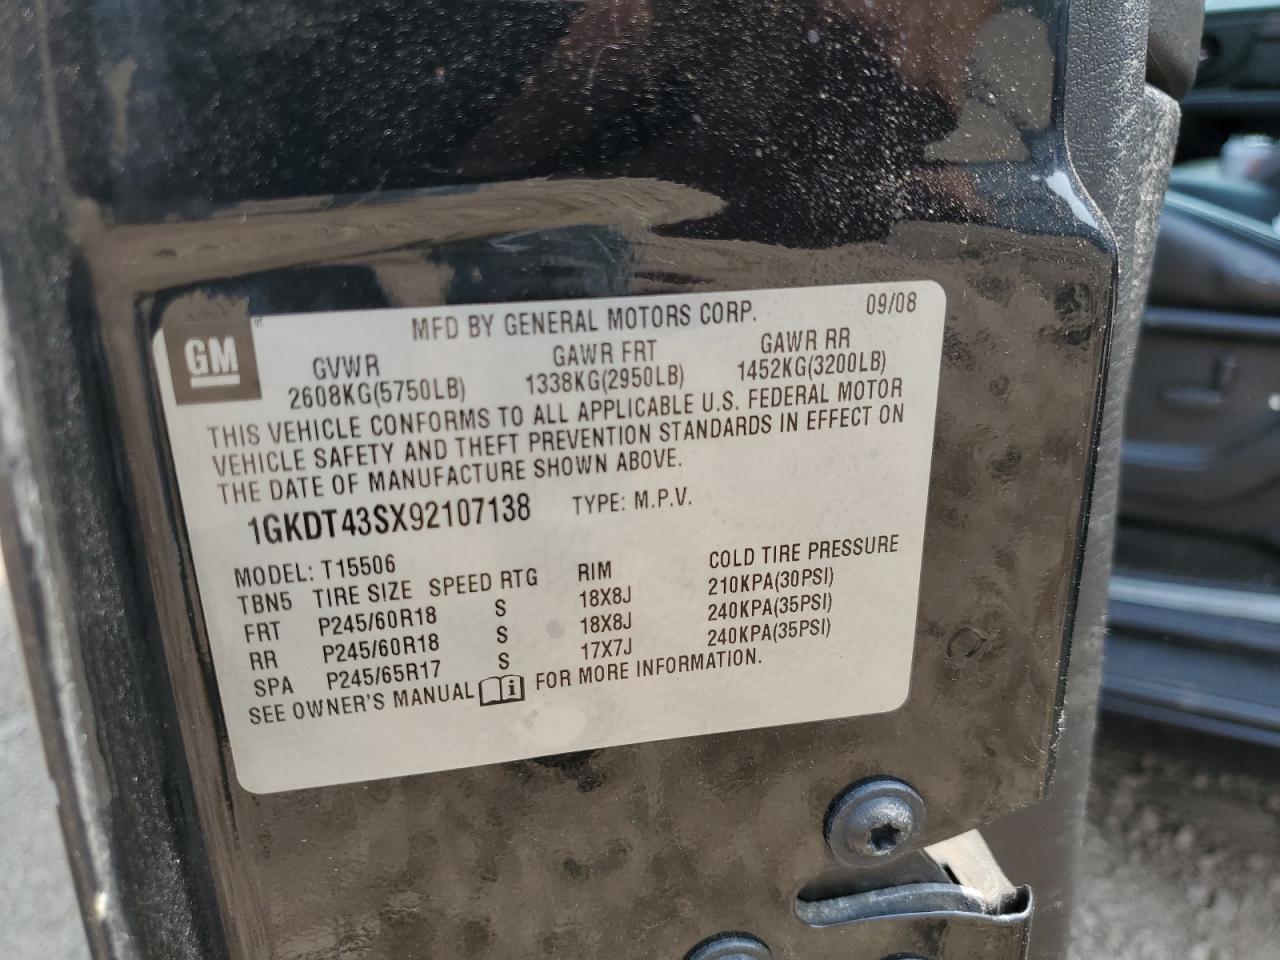 GM
MFD BY GENERAL MOTORS CORP. 09/08
GVWR GAWR FRT GAWR RR
2608KG(5750LB) 1338KG(2950LB) 1452KG(3200LB)
THIS VEHICLE CONFORMS TO ALL APPLICABLE U.S. FEDERAL MOTOR
VEHICLE SAFETY AND THEFT PREVENTION STANDARDS IN EFFECT ON
THE DATE OF MANUFACTURE SHOWN ABOVE.
1GKDT43SX92107138 TYPE: M.P.V.
MODEL: T15506
TBN5 TIRE SIZE SPEED RTG RIM COLD TIRE PRESSURE
FRT P245/60R18 S 18X8J 210KPA(30PSI)
RR P245/60R18 S 18X8J 240KPA(35PSI)
SPA P245/65R17 S 17X7J 240KPA(35PSI)
SEE OWNER'S MANUAL i FOR MORE INFORMATION.